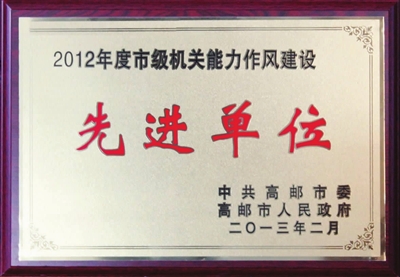 2012年度市级机关能力作风建设
先进单位
中共高邮市委
高邮市人民政府
二〇一三年二月